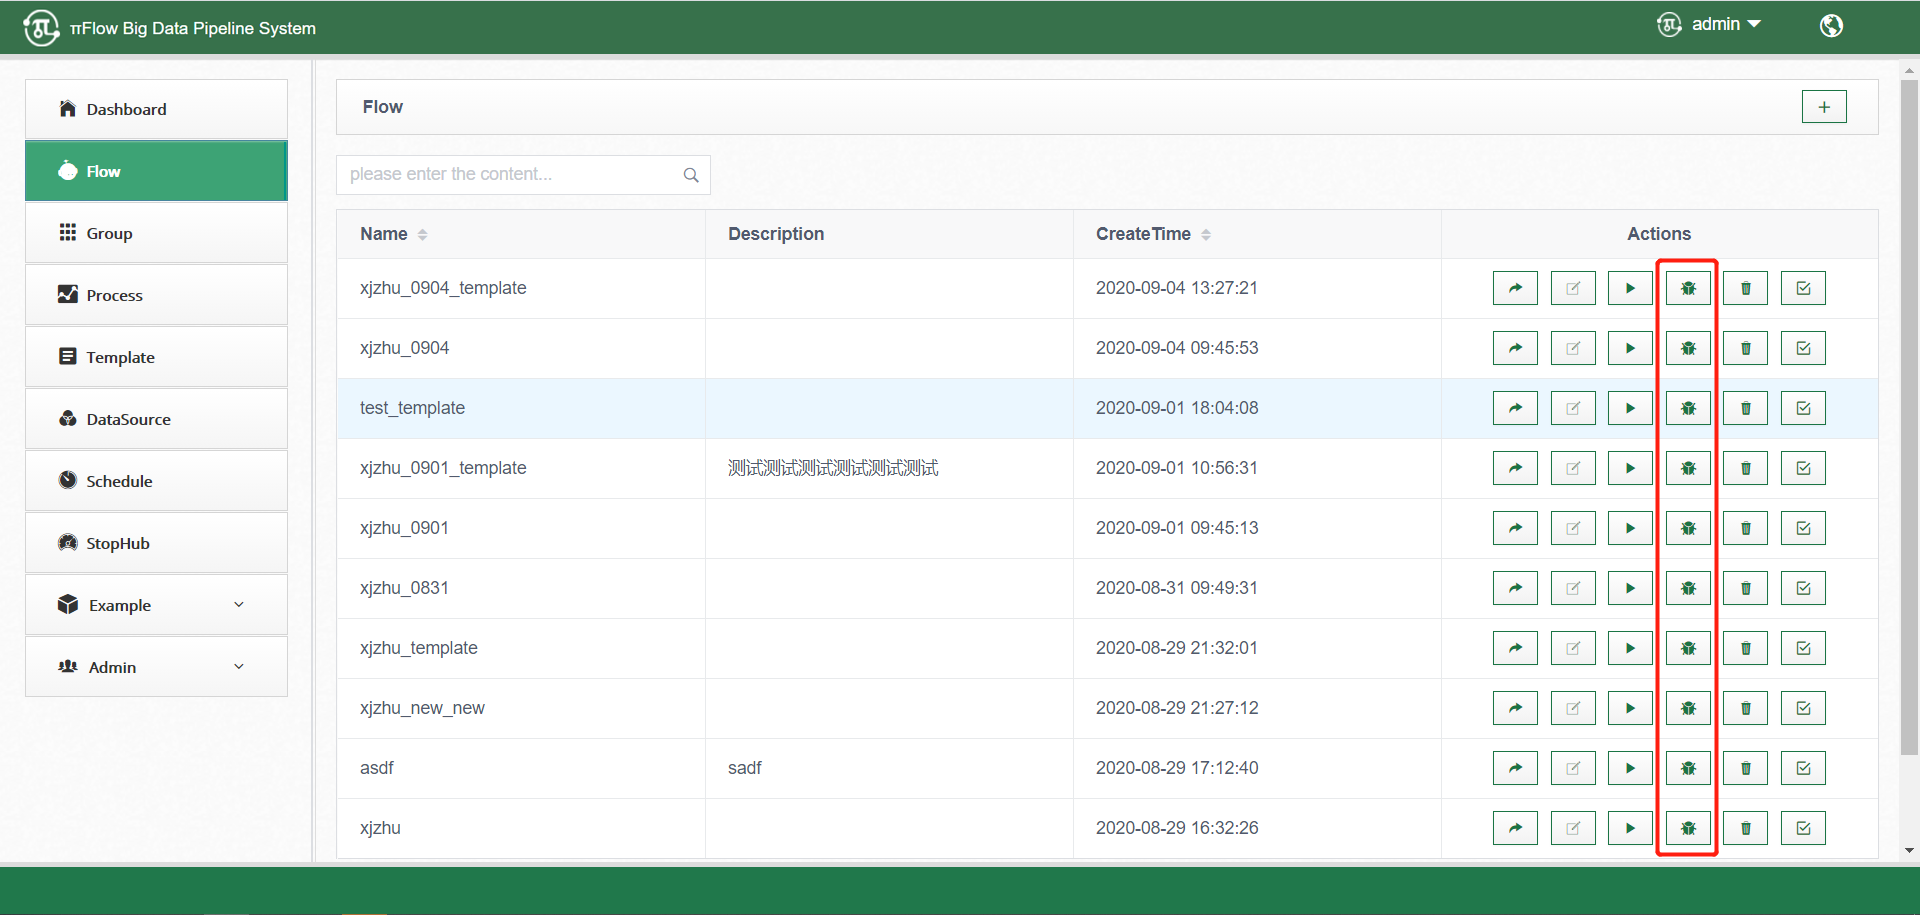 πFlow Big Data Pipeline System
admin
Dashboard
Flow
Group
Process
Template
DataSource
Schedule
StopHub
Example
Admin
Flow
+
please enter the content...
Name Description CreateTime Actions
xjzhu_0904_template 2020-09-04 13:27:21
xjzhu_0904 2020-09-04 09:45:53
test_template 2020-09-01 18:04:08
xjzhu_0901_template 测试测试测试测试测试测试 2020-09-01 10:56:31
xjzhu_0901 2020-09-01 09:45:13
xjzhu_0831 2020-08-31 09:49:31
xjzhu_template 2020-08-29 21:32:01
xjzhu_new_new 2020-08-29 21:27:12
asdf sadf 2020-08-29 17:12:40
xjzhu 2020-08-29 16:32:26